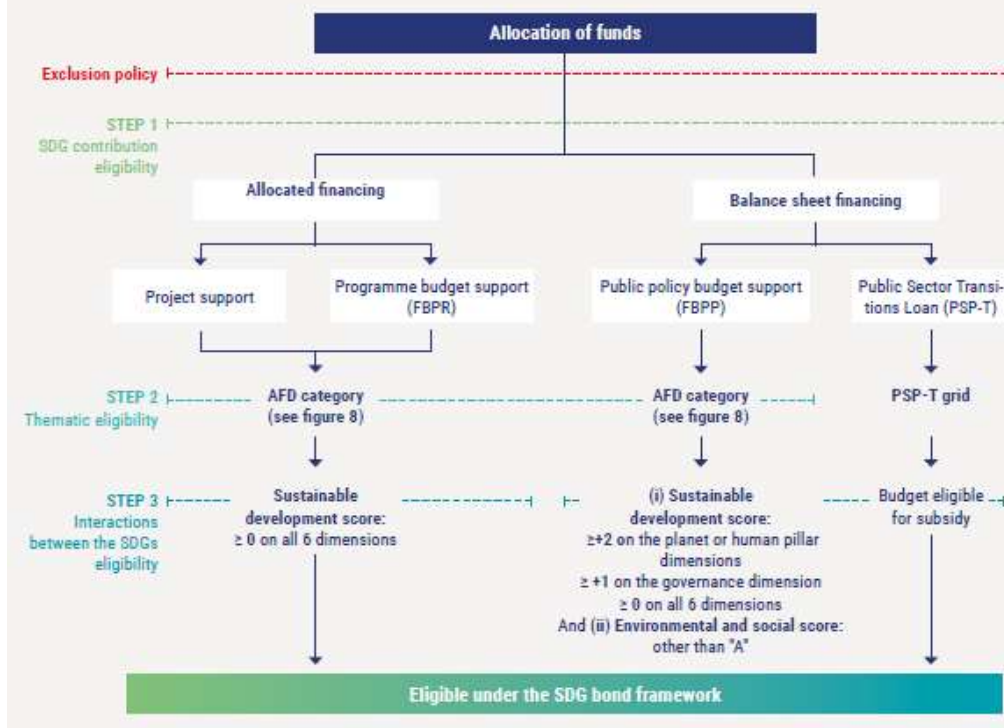 Allocation of funds
Exclusion policy
STEP 1
SDG contribution
eligibility
Allocated financing
Balance sheet financing
Project support
Programme budget support
(FBPR)
Public policy budget support
(FBPP)
Public Sector Transi-
tions Loan (PSP-T)
STEP 2
Thematic eligibility
AFD category
(see figure 8)
AFD category
(see figure 8)
PSP-T grid
STEP 3
Interactions
between the SDGs
eligibility
Sustainable
development score:
≥ 0 on all 6 dimensions
(i) Sustainable
development score:
≥+2 on the planet or human pillar
dimensions
≥ +1 on the governance dimension
≥ 0 on all 6 dimensions
And (ii) Environmental and social score:
other than "A"
Budget eligible
for subsidy
Eligible under the SDG bond framework